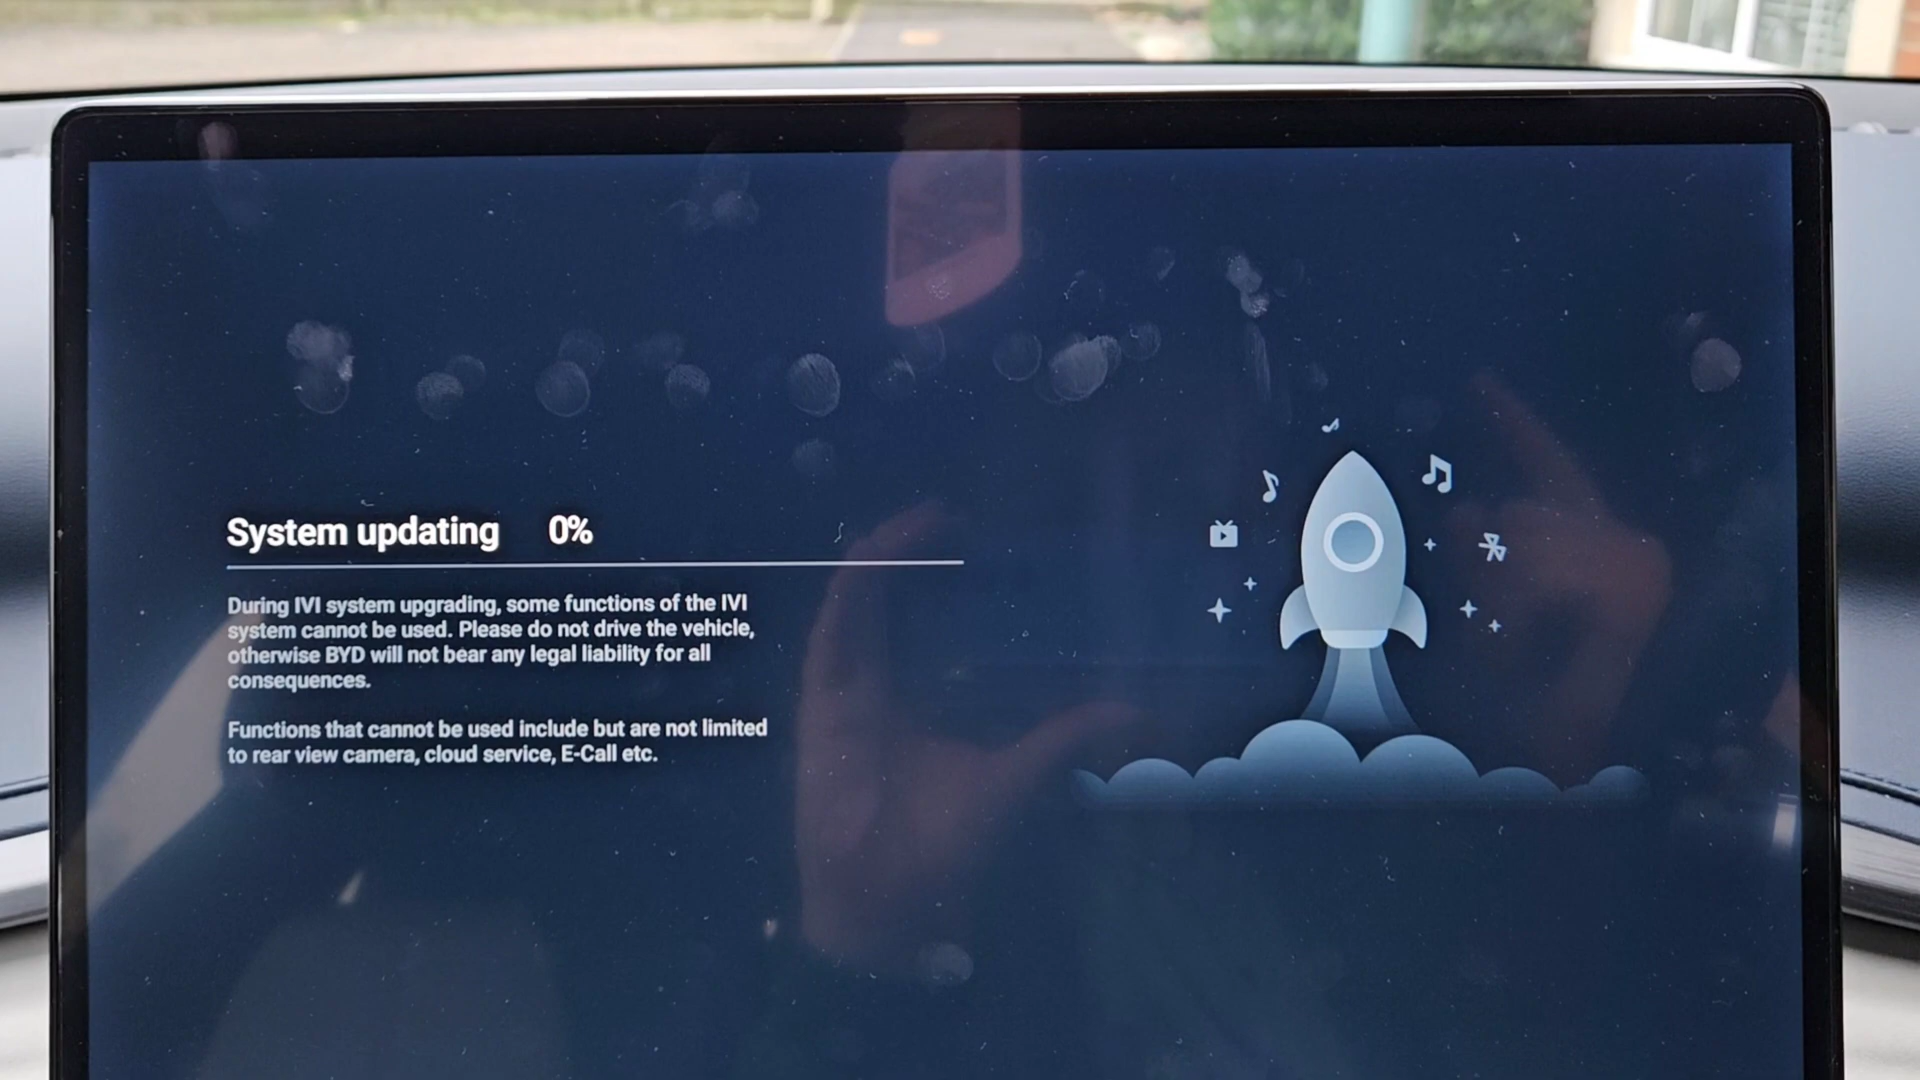 System updating 0%
During IVI system upgrading, some functions of the IVI
system cannot be used. Please do not drive the vehicle,
otherwise BYD will not bear any legal liability for all
consequences.
Functions that cannot be used include but are not limited
to rear view camera, cloud service, E-Call etc.